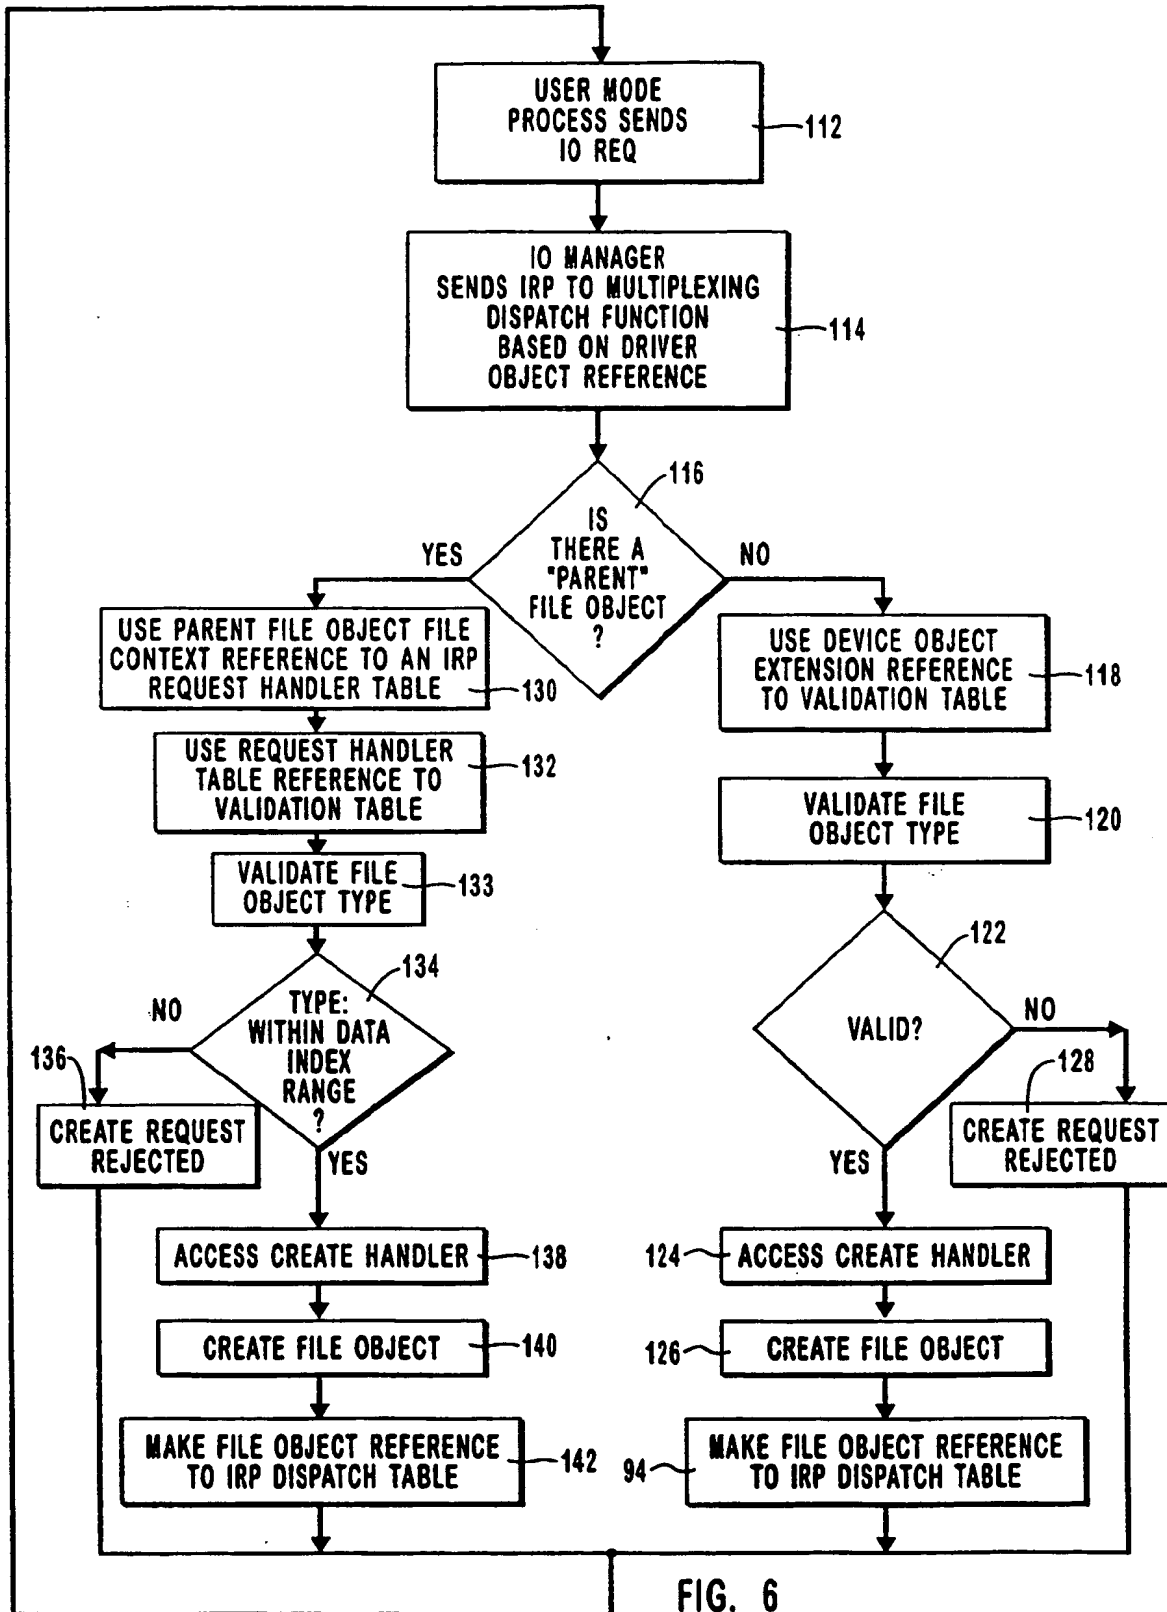 USER MODE
PROCESS SENDS
IO REQ
112
IO MANAGER
SENDS IRP TO MULTIPLEXING
DISPATCH FUNCTION
BASED ON DRIVER
OBJECT REFERENCE
114
116
IS
THERE A
"PARENT"
FILE OBJECT
?
YES
NO
USE PARENT FILE OBJECT FILE
CONTEXT REFERENCE TO AN IRP
REQUEST HANDLER TABLE
130
USE DEVICE OBJECT
EXTENSION REFERENCE
TO VALIDATION TABLE
118
USE REQUEST HANDLER
TABLE REFERENCE TO
VALIDATION TABLE
132
VALIDATE FILE
OBJECT TYPE
120
VALIDATE FILE
OBJECT TYPE
133
122
VALID?
NO
YES
134
TYPE:
WITHIN DATA
INDEX
RANGE
?
NO
YES
136
CREATE REQUEST
REJECTED
128
CREATE REQUEST
REJECTED
ACCESS CREATE HANDLER
138
124
ACCESS CREATE HANDLER
CREATE FILE OBJECT
140
126
CREATE FILE OBJECT
MAKE FILE OBJECT REFERENCE
TO IRP DISPATCH TABLE
142
94
MAKE FILE OBJECT REFERENCE
TO IRP DISPATCH TABLE
FIG. 6